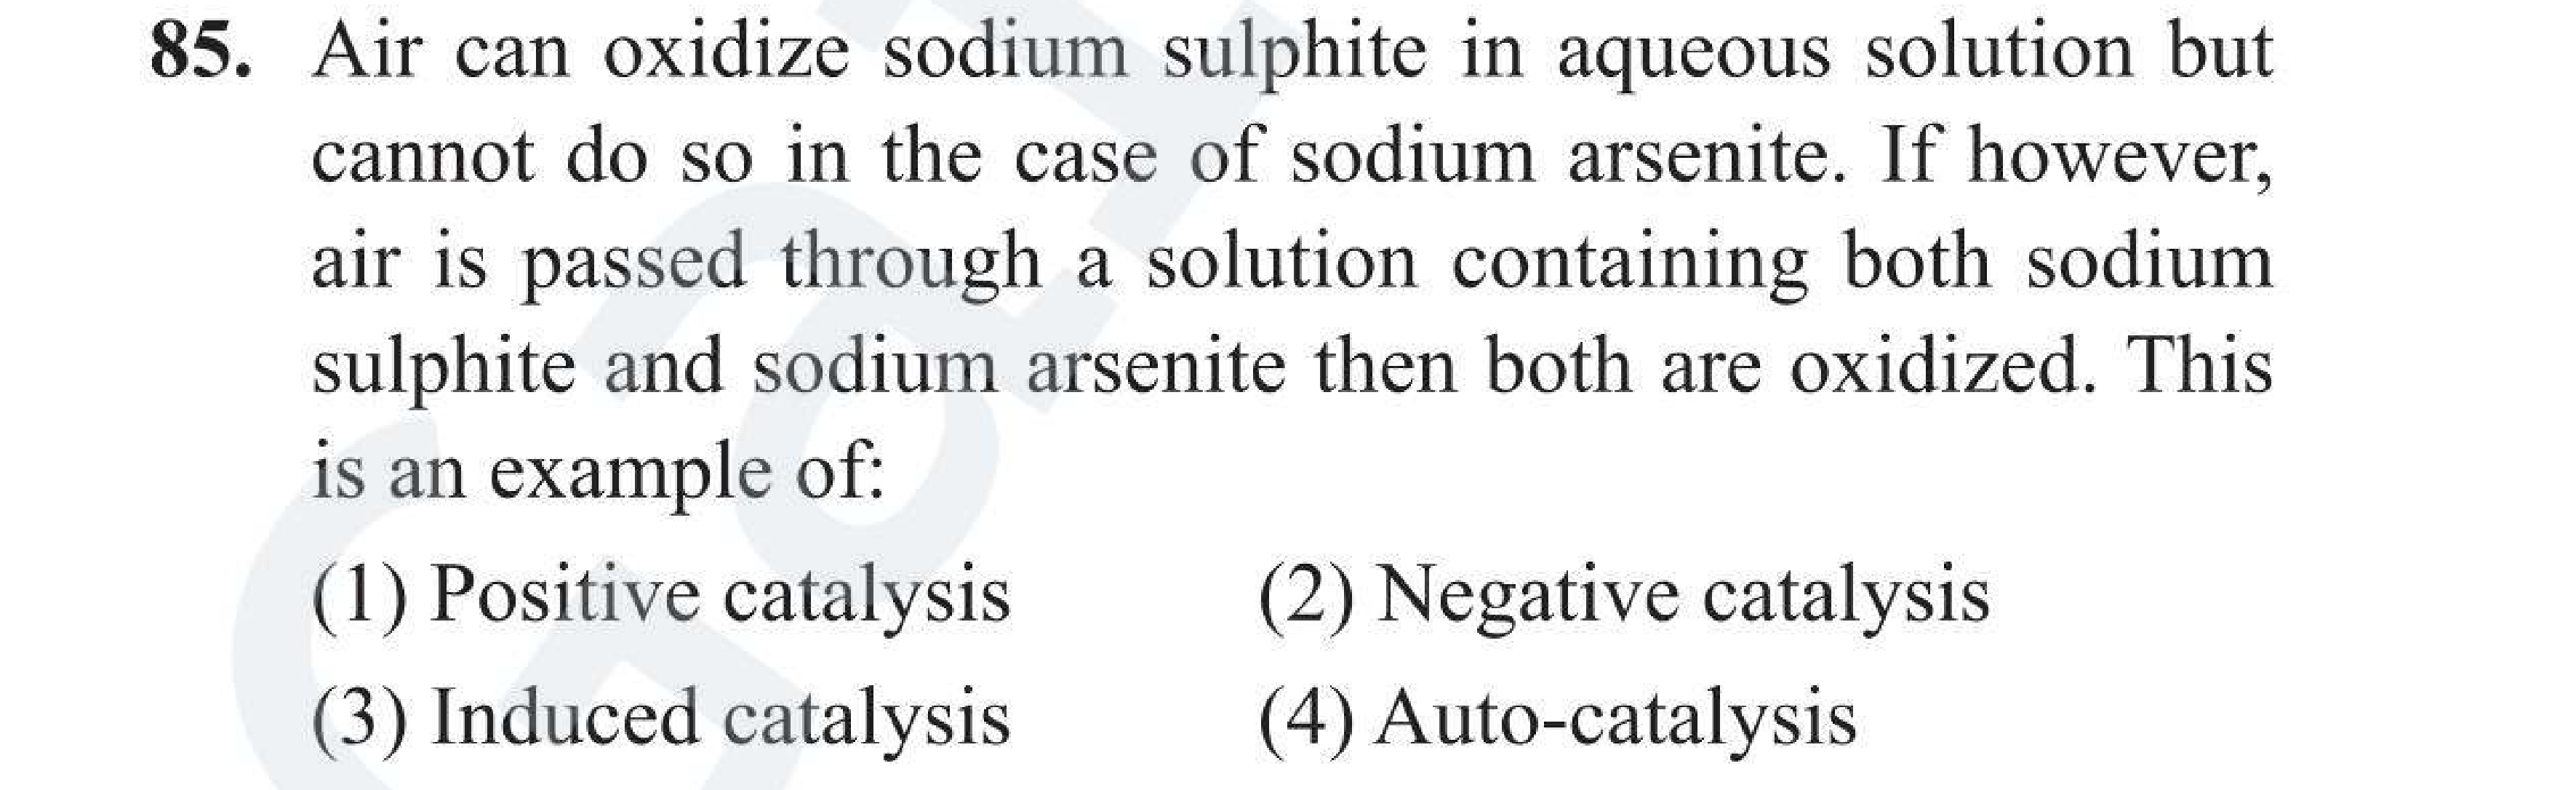 85. Air can oxidize sodium sulphite in aqueous solution but
cannot do so in the case of sodium arsenite. If however,
air is passed through a solution containing both sodium
sulphite and sodium arsenite then both are oxidized. This
is an example of:
(1) Positive catalysis (2) Negative catalysis
(3) Induced catalysis (4) Auto-catalysis